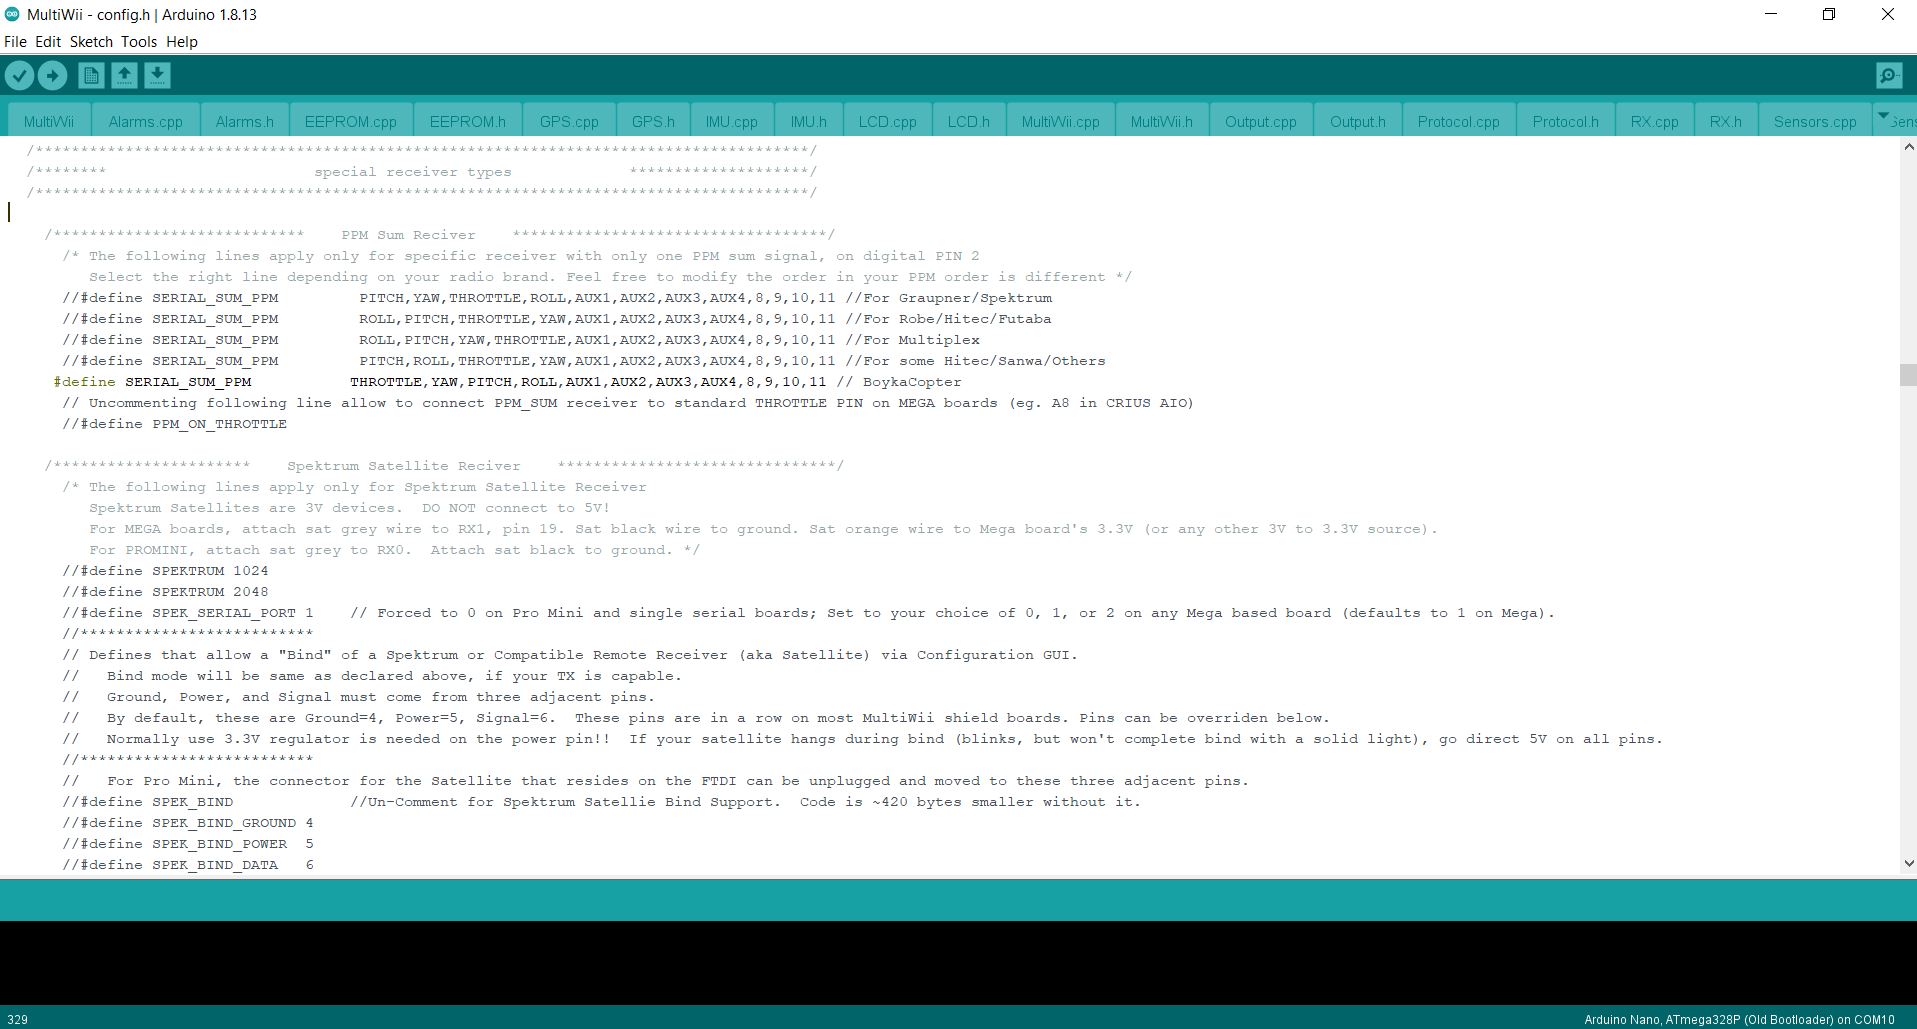 MultiWii - config.h | Arduino 1.8.13
File Edit Sketch Tools Help
MultiWii Alarms.cpp Alarms.h EEPROM.cpp EEPROM.h GPS.cpp GPS.h IMU.cpp IMU.h LCD.cpp LCD.h MultiWii.cpp MultiWii.h Output.cpp Output.h Protocol.cpp Protocol.h RX.cpp RX.h Sensors.cpp
/**************************************************************************************/
/******** special receiver types ********************/
/**************************************************************************************/
/**************************** PPM Sum Reciver ***********************************/
/* The following lines apply only for specific receiver with only one PPM sum signal, on digital PIN 2
Select the right line depending on your radio brand. Feel free to modify the order in your PPM order is different */
//#define SERIAL_SUM_PPM PITCH,YAW,THROTTLE,ROLL,AUX1,AUX2,AUX3,AUX4,8,9,10,11 //For Graupner/Spektrum
//#define SERIAL_SUM_PPM ROLL,PITCH,THROTTLE,YAW,AUX1,AUX2,AUX3,AUX4,8,9,10,11 //For Robe/Hitec/Futaba
//#define SERIAL_SUM_PPM ROLL,PITCH,YAW,THROTTLE,AUX1,AUX2,AUX3,AUX4,8,9,10,11 //For Multiplex
//#define SERIAL_SUM_PPM PITCH,ROLL,THROTTLE,YAW,AUX1,AUX2,AUX3,AUX4,8,9,10,11 //For some Hitec/Sanwa/Others
#define SERIAL_SUM_PPM THROTTLE,YAW,PITCH,ROLL,AUX1,AUX2,AUX3,AUX4,8,9,10,11 // BoykaCopter
// Uncommenting following line allow to connect PPM_SUM receiver to standard THROTTLE PIN on MEGA boards (eg. A8 in CRIUS AIO)
//#define PPM_ON_THROTTLE
/********************** Spektrum Satellite Reciver *******************************/
/* The following lines apply only for Spektrum Satellite Receiver
Spektrum Satellites are 3V devices. DO NOT connect to 5V!
For MEGA boards, attach sat grey wire to RX1, pin 19. Sat black wire to ground. Sat orange wire to Mega board's 3.3V (or any other 3V to 3.3V source).
For PROMINI, attach sat grey to RX0. Attach sat black to ground. */
//#define SPEKTRUM 1024
//#define SPEKTRUM 2048
//#define SPEK_SERIAL_PORT 1 // Forced to 0 on Pro Mini and single serial boards; Set to your choice of 0, 1, or 2 on any Mega based board (defaults to 1 on Mega).
//**************************
// Defines that allow a "Bind" of a Spektrum or Compatible Remote Receiver (aka Satellite) via Configuration GUI.
// Bind mode will be same as declared above, if your TX is capable.
// Ground, Power, and Signal must come from three adjacent pins.
// By default, these are Ground=4, Power=5, Signal=6. These pins are in a row on most MultiWii shield boards. Pins can be overriden below.
// Normally use 3.3V regulator is needed on the power pin!! If your satellite hangs during bind (blinks, but won't complete bind with a solid light), go direct 5V on all pins.
//**************************
// For Pro Mini, the connector for the Satellite that resides on the FTDI can be unplugged and moved to these three adjacent pins.
//#define SPEK_BIND //Un-Comment for Spektrum Satellie Bind Support. Code is ~420 bytes smaller without it.
//#define SPEK_BIND_GROUND 4
//#define SPEK_BIND_POWER 5
//#define SPEK_BIND_DATA 6
329 Arduino Nano, ATmega328P (Old Bootloader) on COM10